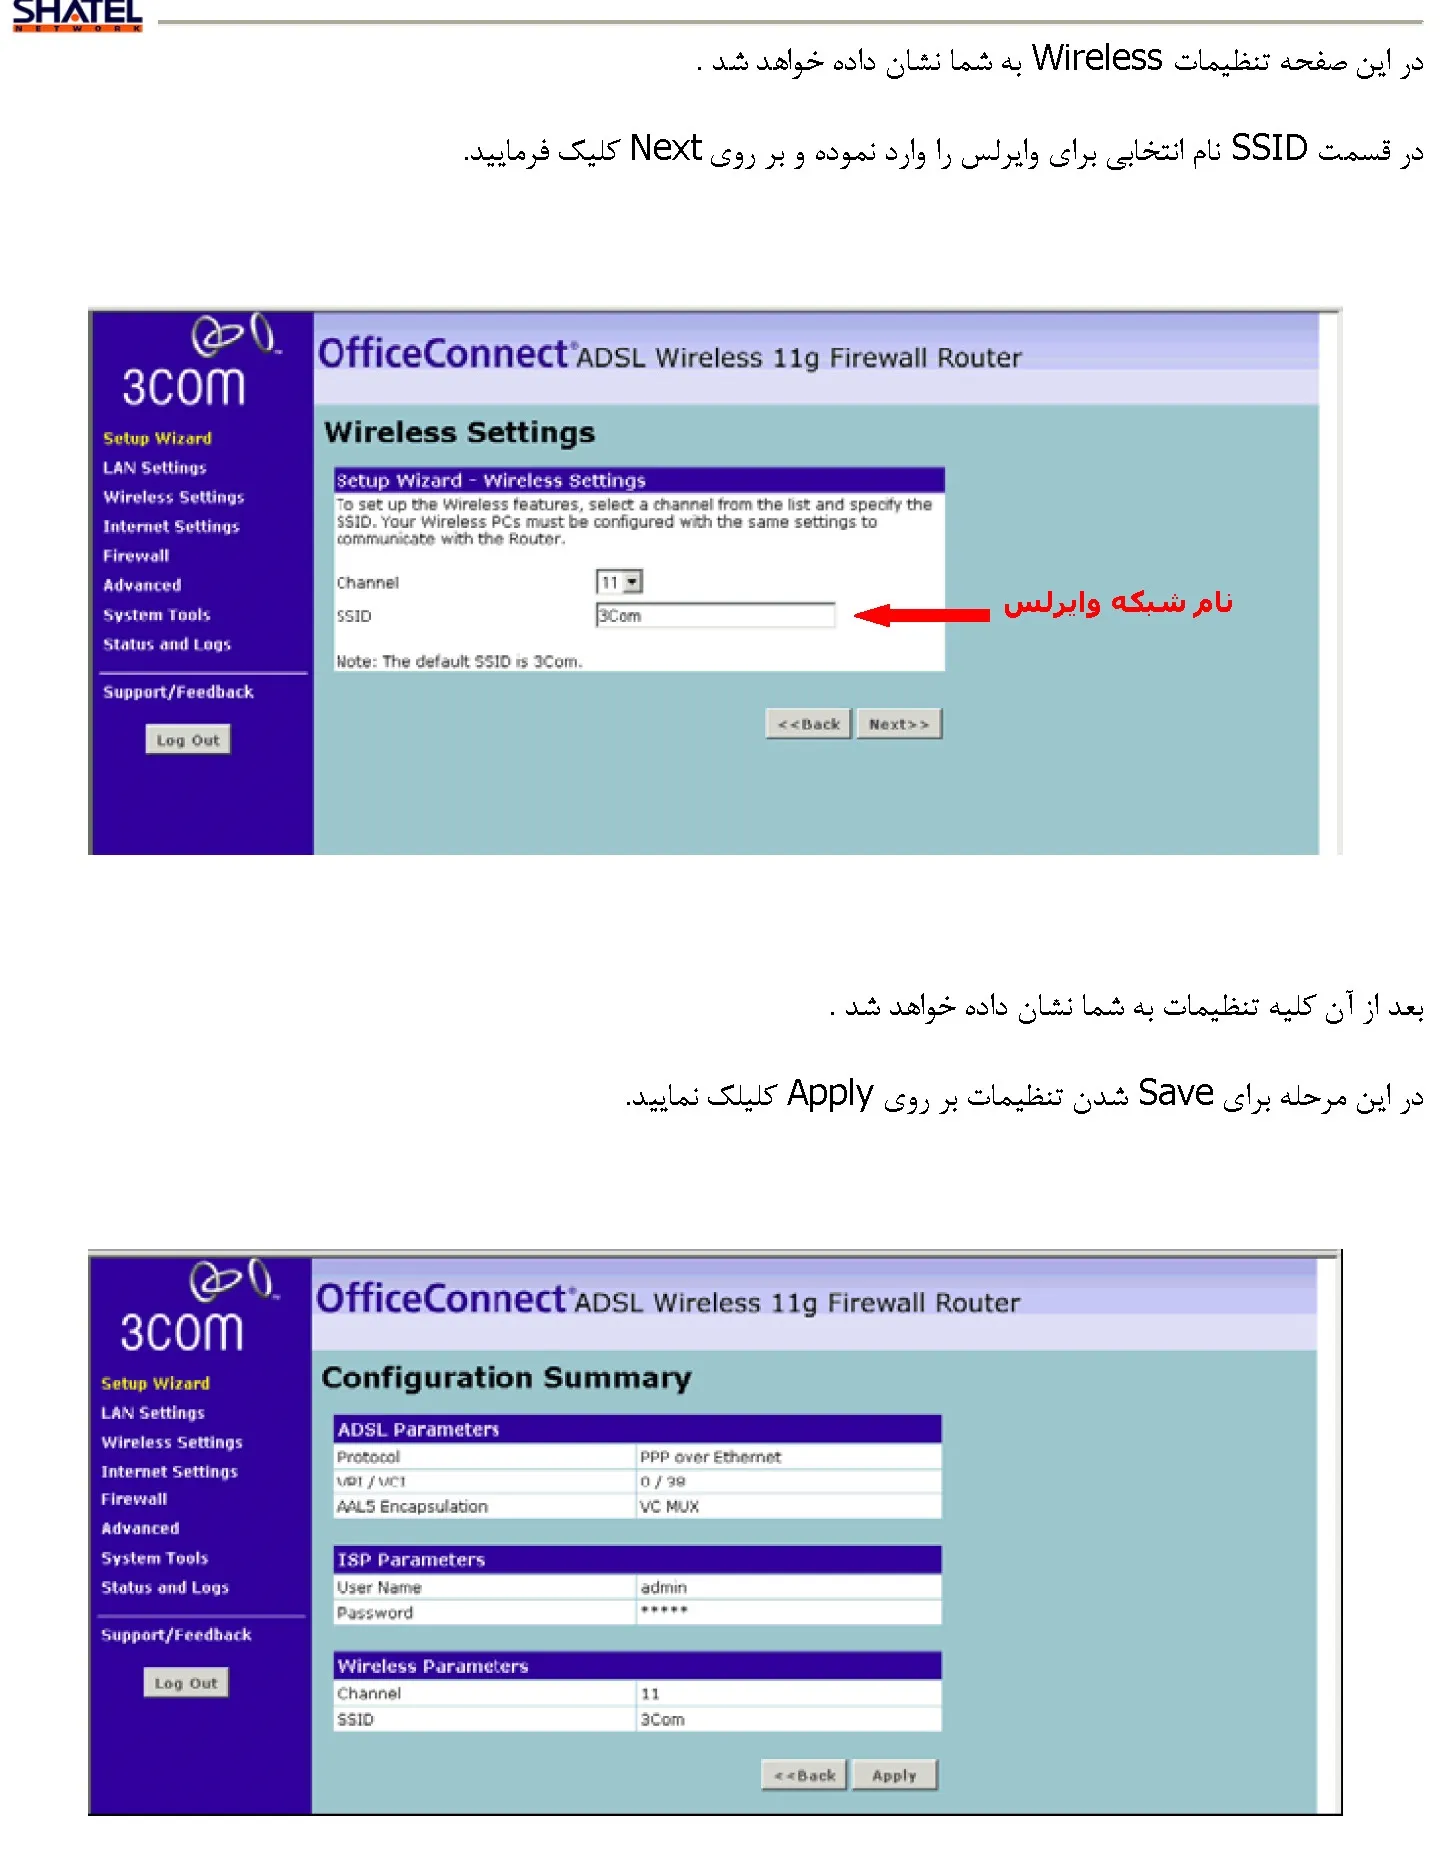 SHATEL
NETWORK
در این صفحه تنظیمات Wireless به شما نشان داده خواهد شد .
در قسمت SSID نام انتخابی برای وایرلس را وارد نموده و بر روی Next کلیک فرمایید.
3COM
OfficeConnect® ADSL Wireless 11g Firewall Router
Setup Wizard
LAN Settings
Wireless Settings
Internet Settings
Firewall
Advanced
System Tools
Status and Logs
Support/Feedback
Log Out
Wireless Settings
Setup Wizard - Wireless Settings
To set up the Wireless features, select a channel from the list and specify the
SSID. Your Wireless PCs must be configured with the same settings to
communicate with the Router.
Channel 11
SSID 3Com
نام شبکه وایرلس
Note: The default SSID is 3Com.
<<Back Next>>
بعد از آن کلیه تنظیمات به شما نشان داده خواهد شد .
در این مرحله برای Save شدن تنظیمات بر روی Apply کلیلک نمایید.
3COM
OfficeConnect® ADSL Wireless 11g Firewall Router
Setup Wizard
LAN Settings
Wireless Settings
Internet Settings
Firewall
Advanced
System Tools
Status and Logs
Support/Feedback
Log Out
Configuration Summary
ADSL Parameters
Protocol PPP over Ethernet
VPI / VCI 0 / 38
AAL5 Encapsulation VC MUX
ISP Parameters
User Name admin
Password *****
Wireless Parameters
Channel 11
SSID 3Com
<<Back Apply